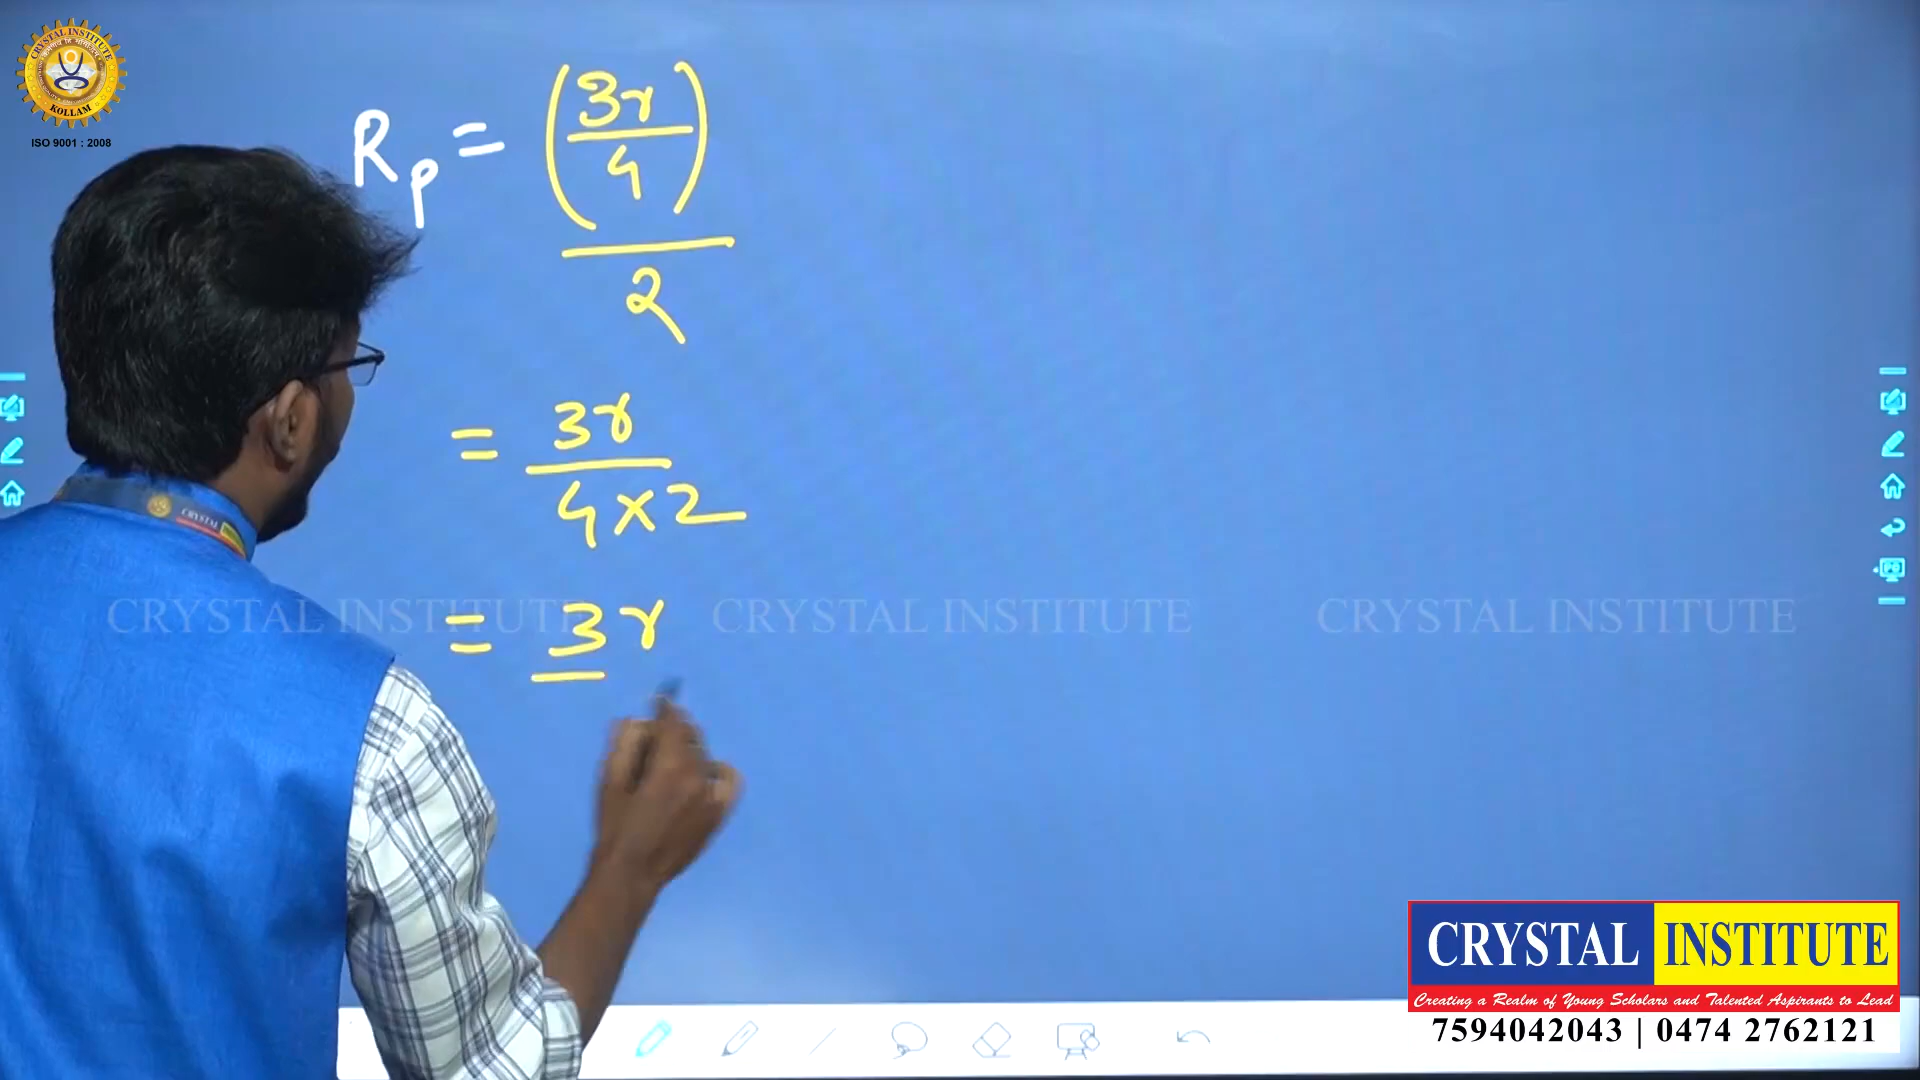 CRYSTAL INSTITUTE
KOLLAM
ISO 9001 : 2008
Rp = (3r/4)/2
= 3r/4×2
= 3r
CRYSTAL
CRYSTAL INSTITUTE CRYSTAL INSTITUTE CRYSTAL INSTITUTE
CRYSTAL INSTITUTE
Creating a Realm of Young Scholars and Talented Aspirants to Lead
7594042043 | 0474 2762121